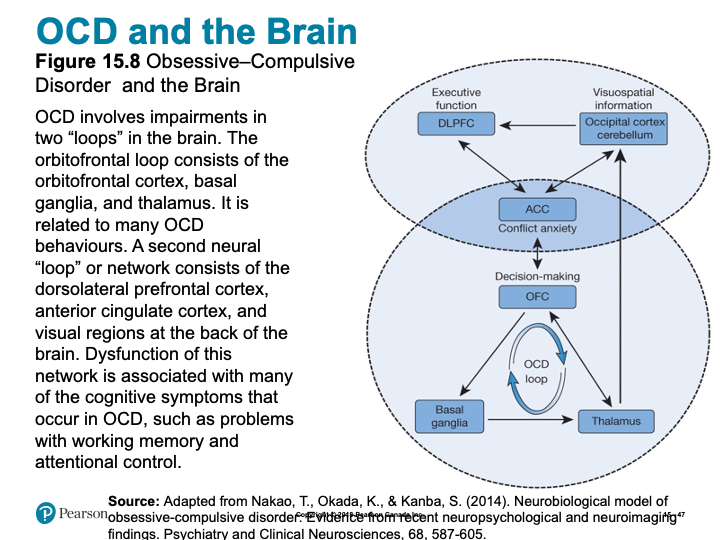 OCD and the Brain
Figure 15.8 Obsessive–Compulsive
Disorder  and the Brain
OCD involves impairments in
two “loops” in the brain. The
orbitofrontal loop consists of the
orbitofrontal cortex, basal
ganglia, and thalamus. It is
related to many OCD
behaviours. A second neural
“loop” or network consists of the
dorsolateral prefrontal cortex,
anterior cingulate cortex, and
visual regions at the back of the
brain. Dysfunction of this
network is associated with many
of the cognitive symptoms that
occur in OCD, such as problems
with working memory and
attentional control.
Executive
function
DLPFC
Visuospatial
information
Occipital cortex
cerebellum
ACC
Conflict anxiety
Decision-making
OFC
OCD
loop
Basal
ganglia
Thalamus
Source: Adapted from Nakao, T., Okada, K., & Kanba, S. (2014). Neurobiological model of
obsessive-compulsive disorder: Evidence from recent neuropsychological and neuroimaging
findings. Psychiatry and Clinical Neurosciences, 68, 587-605.
Pearson